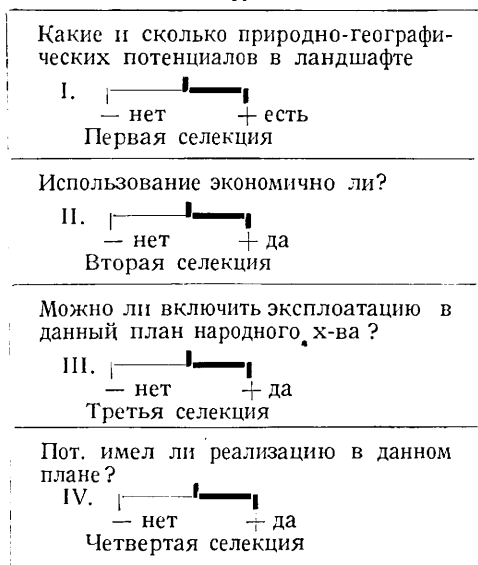 Какие и сколько природно-географи-
ческих потенциалов в ландшафте
I.
— нет + есть
Первая селекция
Использование экономично ли?
II.
— нет + да
Вторая селекция
Можно ли включить эксплоатацию в
данный план народного х-ва ?
III.
— нет + да
Третья селекция
Пот. имел ли реализацию в данном
плане?
IV.
— нет + да
Четвертая селекция